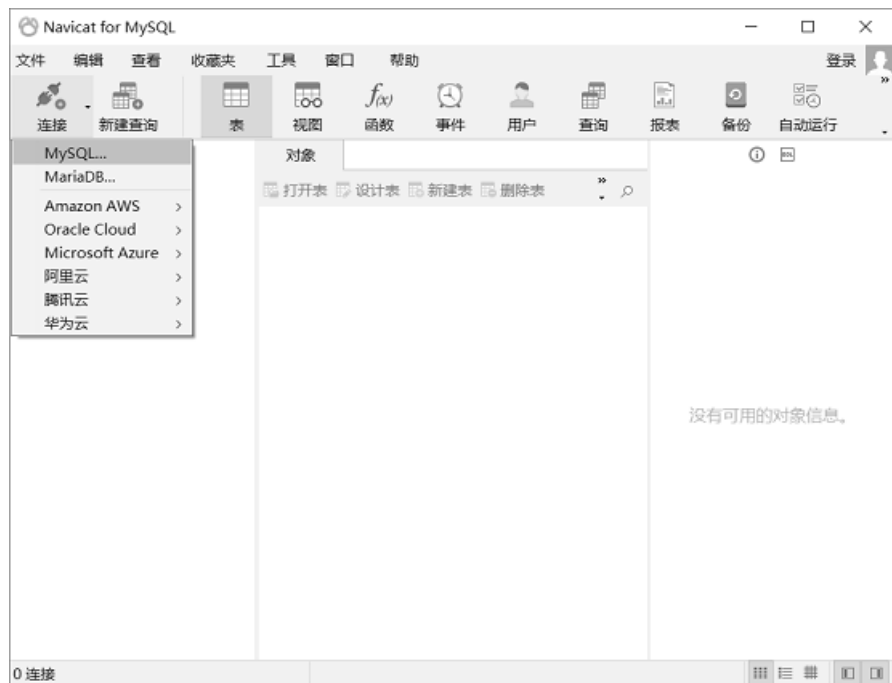 Navicat for MySQL
文件 编辑 查看 收藏夹 工具 窗口 帮助 登录
连接 新建查询 表 视图 f(x) 函数 事件 用户 查询 报表 备份 自动运行
MySQL...
MariaDB...
Amazon AWS
Oracle Cloud
Microsoft Azure
阿里云
腾讯云
华为云
对象
打开表 设计表 新建表 删除表
没有可用的对象信息。
0 连接